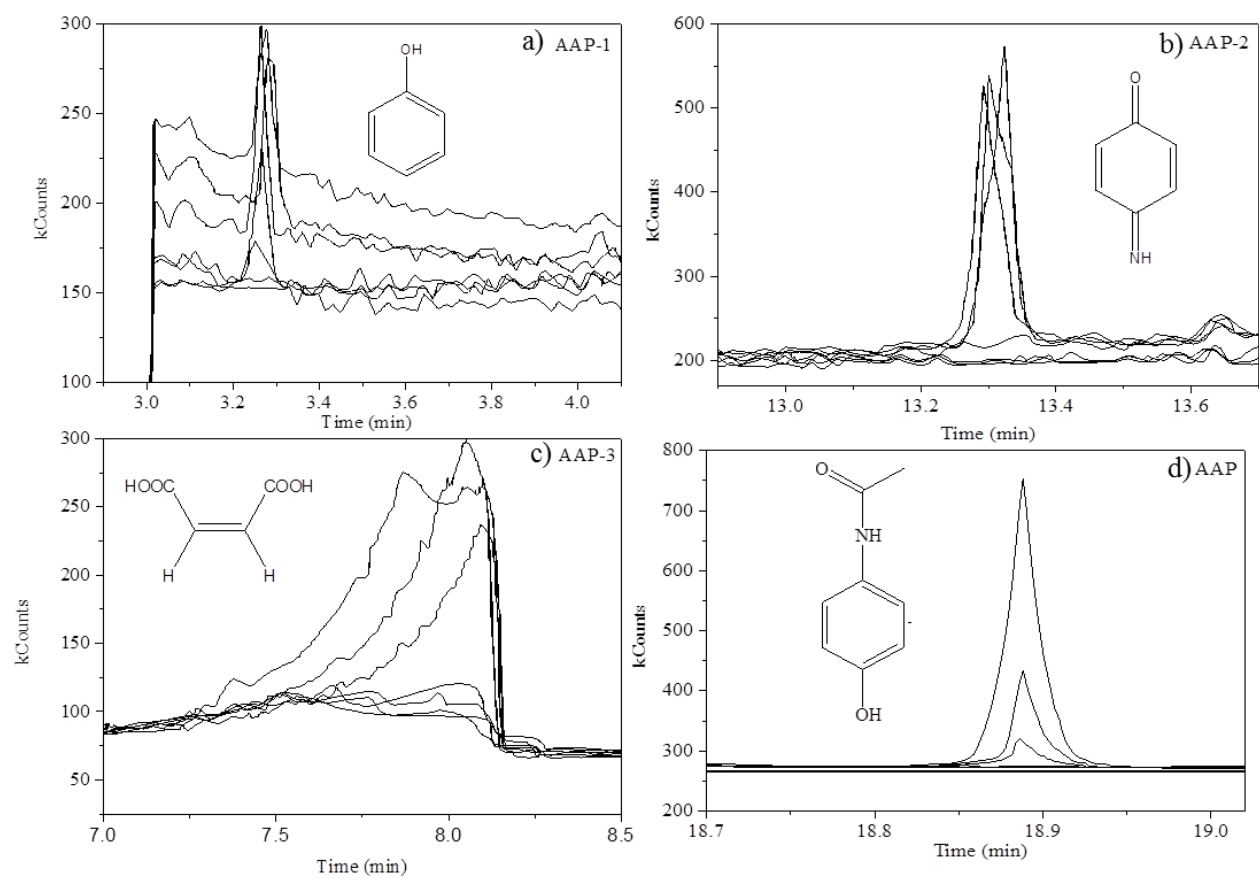 a) AAP-1
300
250
200
150
100
kCounts
OH
3.0
3.2
3.4
3.6
3.8
4.0
Time (min)
b) AAP-2
600
500
400
300
200
kCounts
O
NH
13.0
13.2
13.4
13.6
Time (min)
c) AAP-3
300
250
200
150
100
50
kCounts
HOOC
COOH
H
H
7.0
7.5
8.0
8.5
Time (min)
d) AAP
800
700
600
500
400
300
200
kCounts
O
NH
OH
18.7
18.8
18.9
19.0
Time (min)